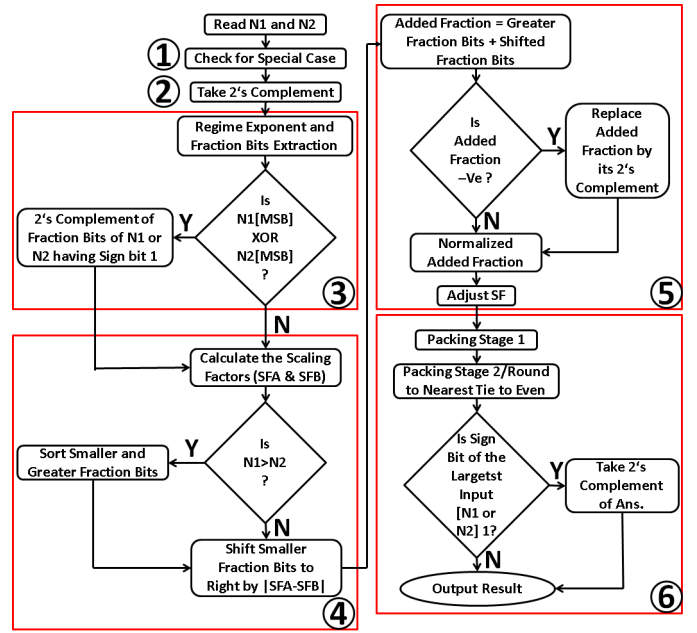 Read N1 and N2
1
Check for Special Case
2
Take 2‘s Complement
Regime Exponent and
Fraction Bits Extraction
Is
N1[MSB]
XOR
N2[MSB]
?
Y
2‘s Complement of
Fraction Bits of N1 or
N2 having Sign bit 1
3
N
Calculate the Scaling
Factors (SFA & SFB)
Is
N1>N2
?
Y
Sort Smaller and
Greater Fraction Bits
N
Shift Smaller
Fraction Bits to
Right by |SFA-SFB|
4
Added Fraction = Greater
Fraction Bits + Shifted
Fraction Bits
Is
Added
Fraction
–Ve ?
Y
Replace
Added
Fraction by
its 2‘s
Complement
N
Normalized
Added Fraction
Adjust SF
5
Packing Stage 1
Packing Stage 2/Round
to Nearest Tie to Even
Is Sign
Bit of the
Largetst
Input
[N1 or
N2] 1?
Y
Take 2‘s
Complement
of Ans.
N
Output Result
6